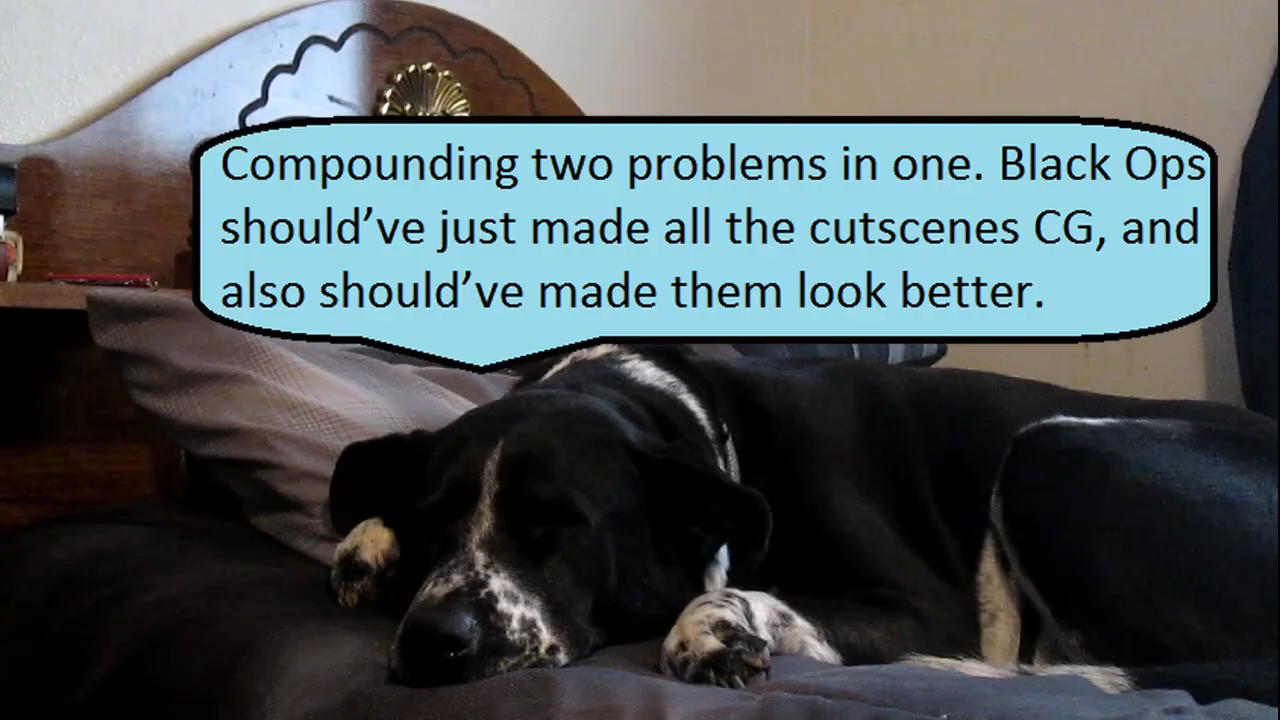 Compounding two problems in one. Black Ops
should’ve just made all the cutscenes CG, and
also should’ve made them look better.